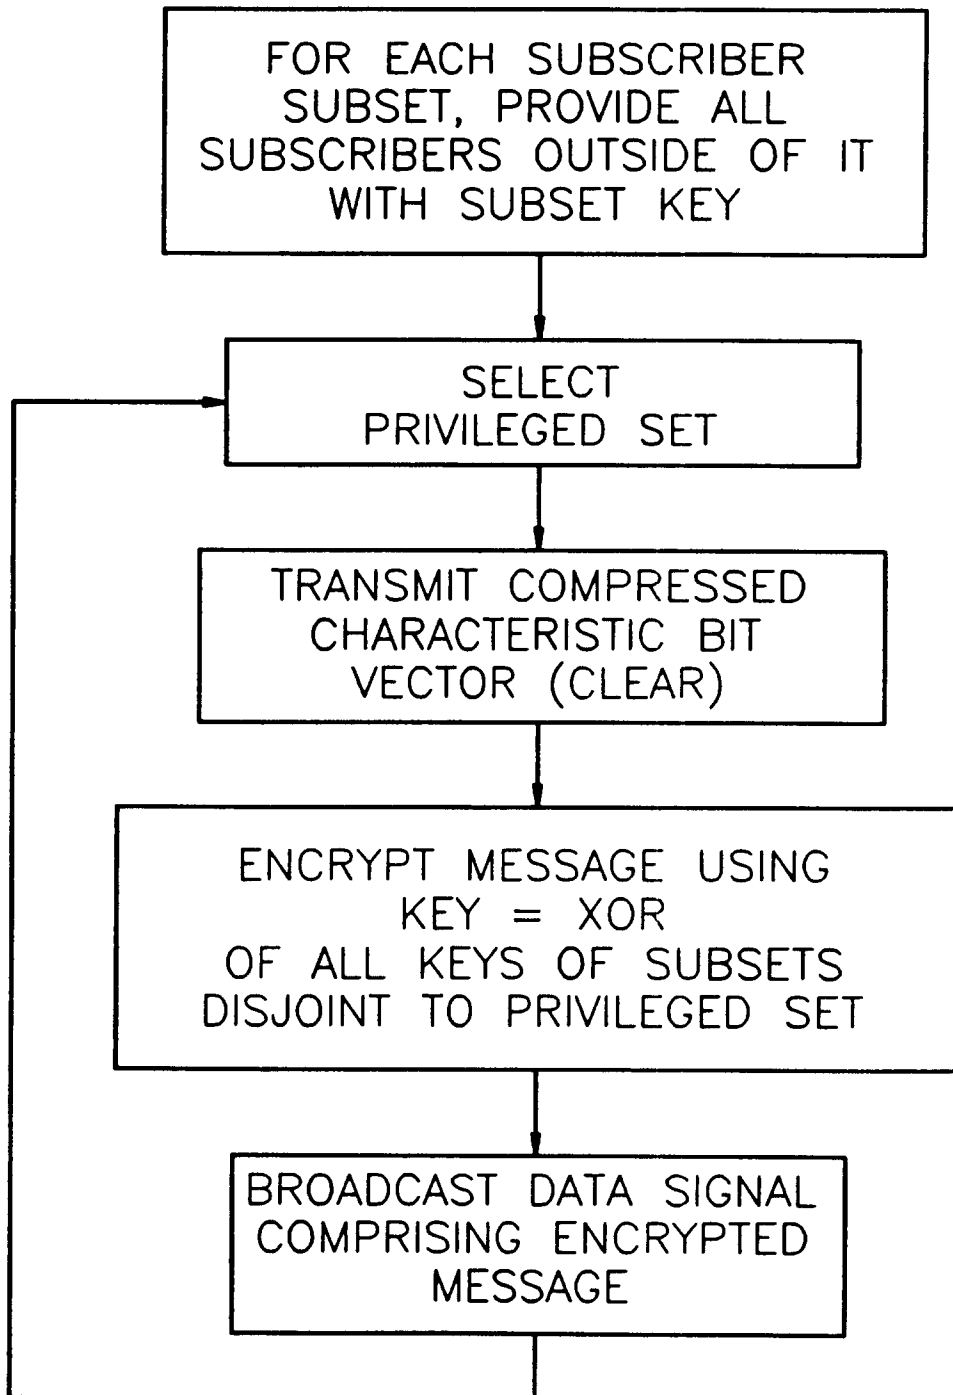 FOR EACH SUBSCRIBER
SUBSET, PROVIDE ALL
SUBSCRIBERS OUTSIDE OF IT
WITH SUBSET KEY
SELECT
PRIVILEGED SET
TRANSMIT COMPRESSED
CHARACTERISTIC BIT
VECTOR (CLEAR)
ENCRYPT MESSAGE USING
KEY = XOR
OF ALL KEYS OF SUBSETS
DISJOINT TO PRIVILEGED SET
BROADCAST DATA SIGNAL
COMPRISING ENCRYPTED
MESSAGE